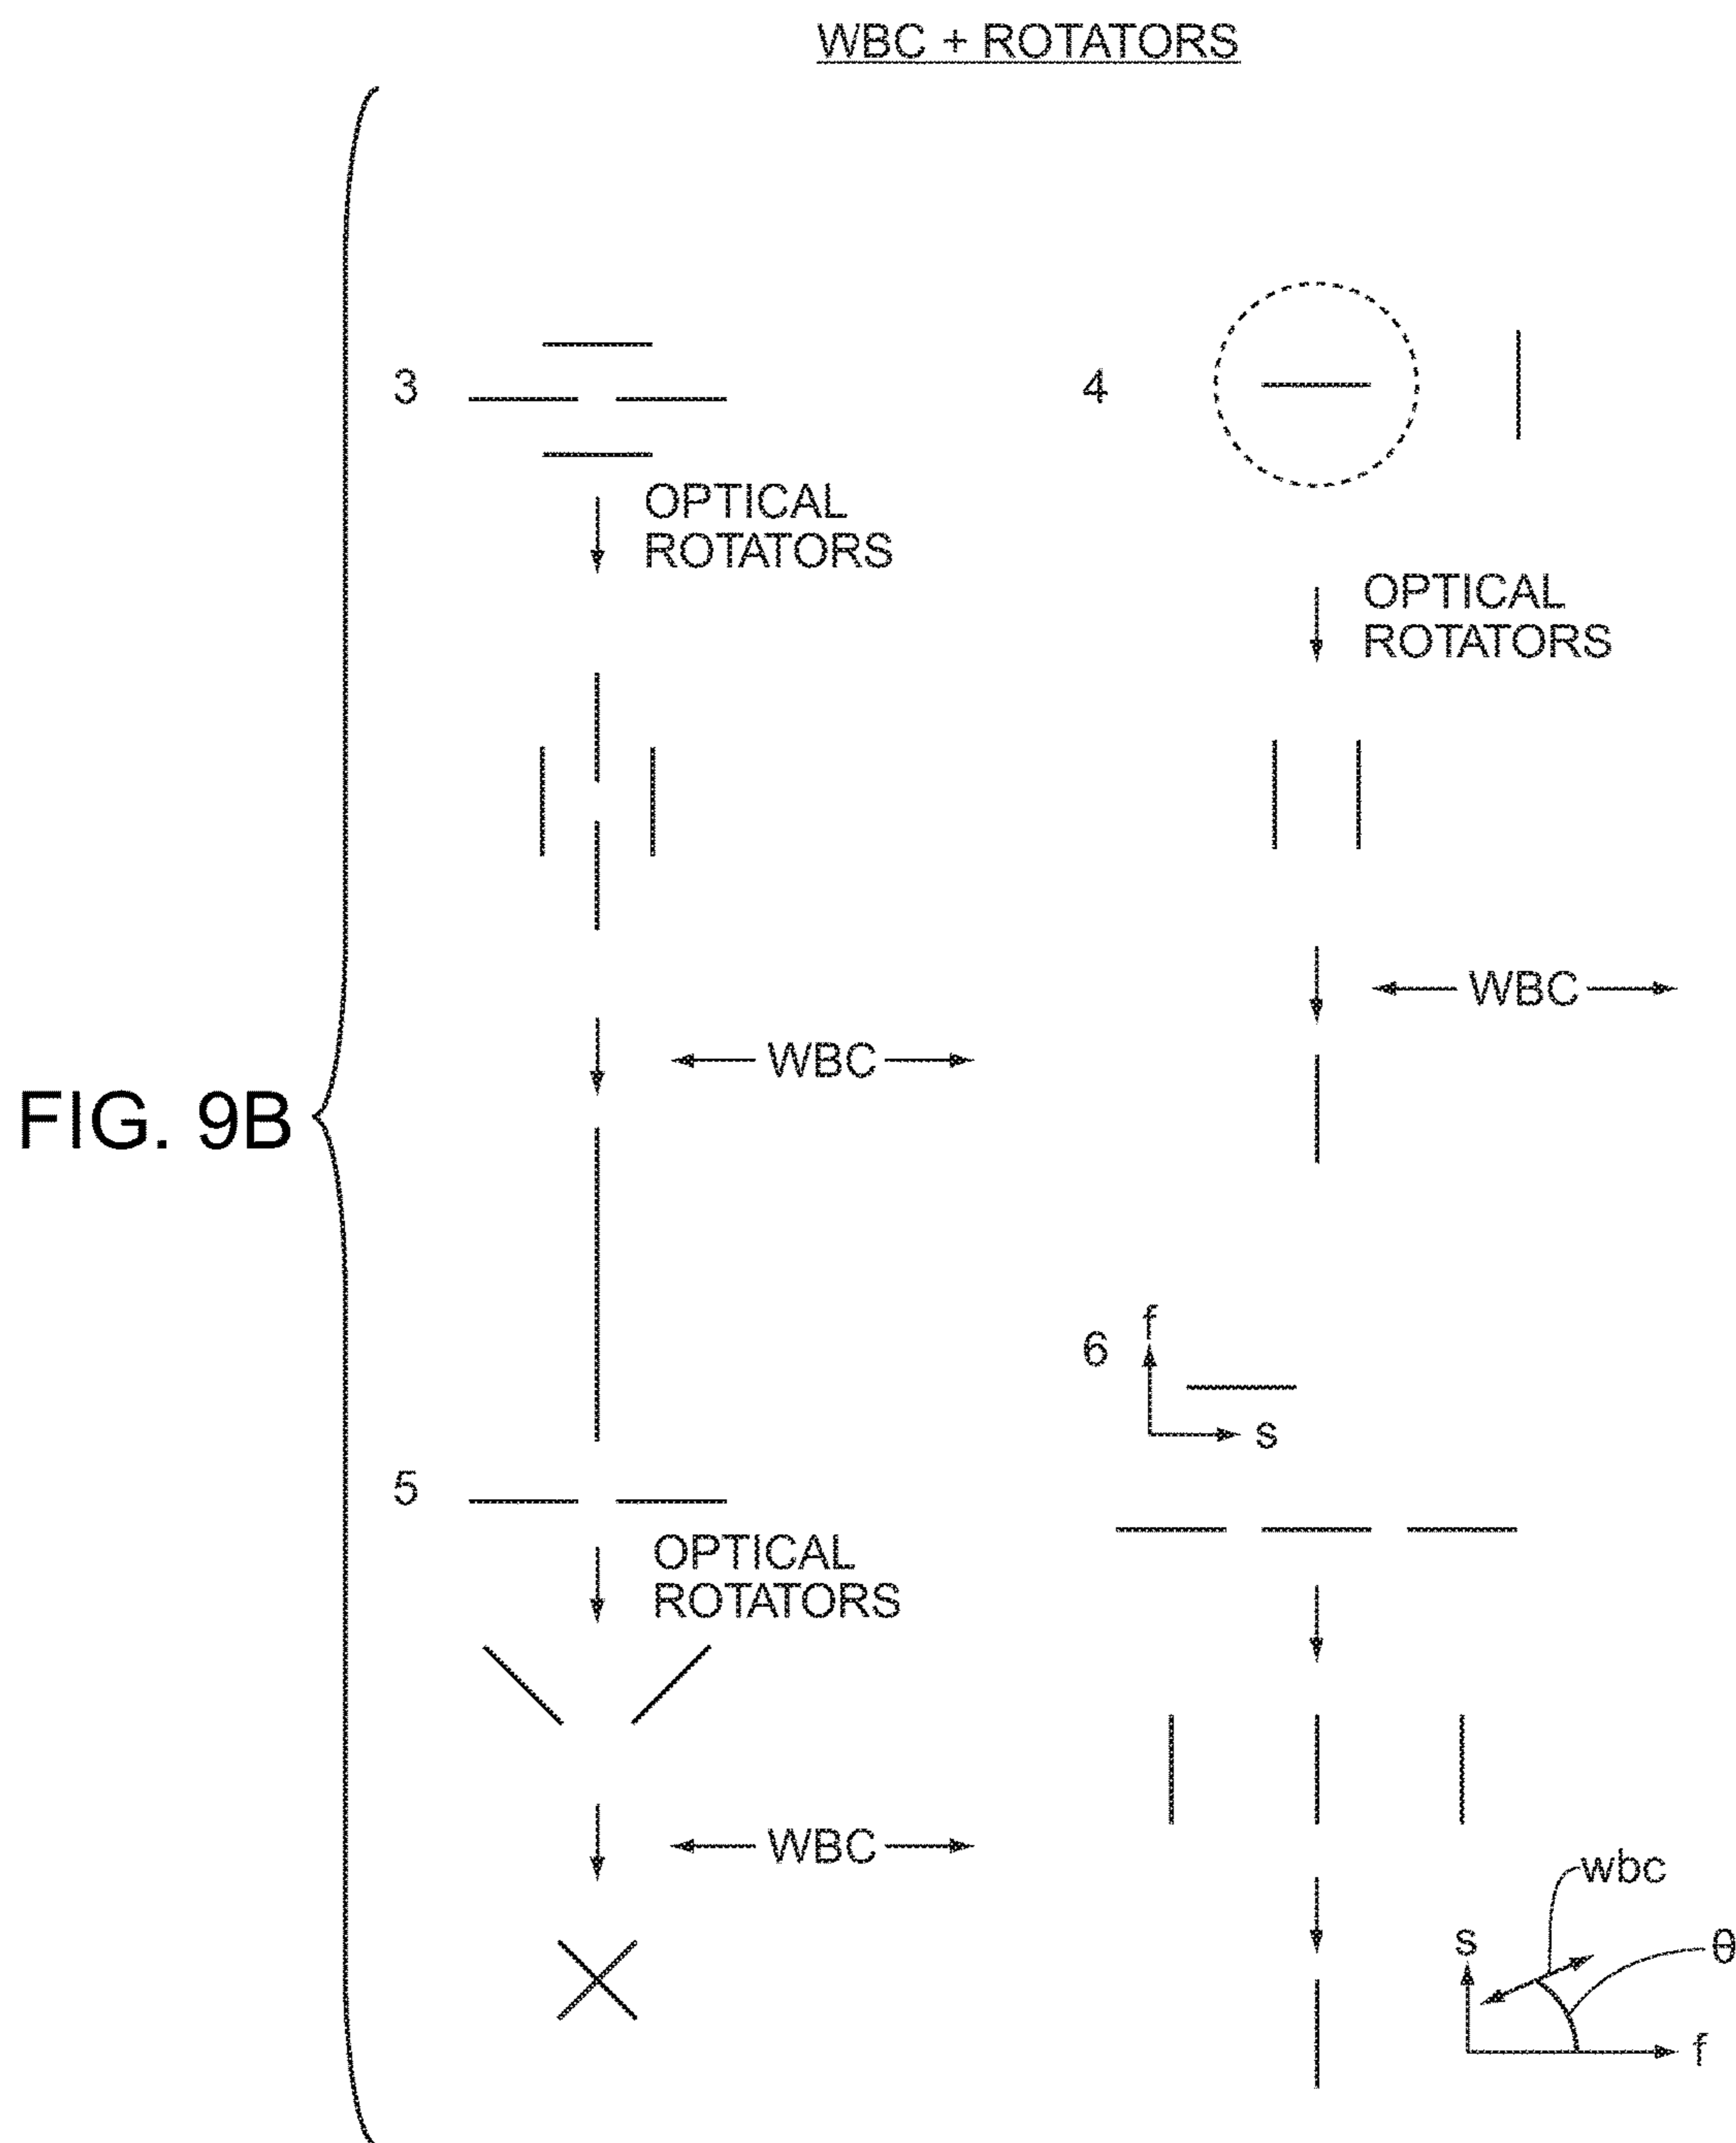 WBC + ROTATORS
3
OPTICAL
ROTATORS
WBC
4
OPTICAL
ROTATORS
WBC
FIG. 9B
5
OPTICAL
ROTATORS
WBC
6
f
s
wbc
s
θ
f